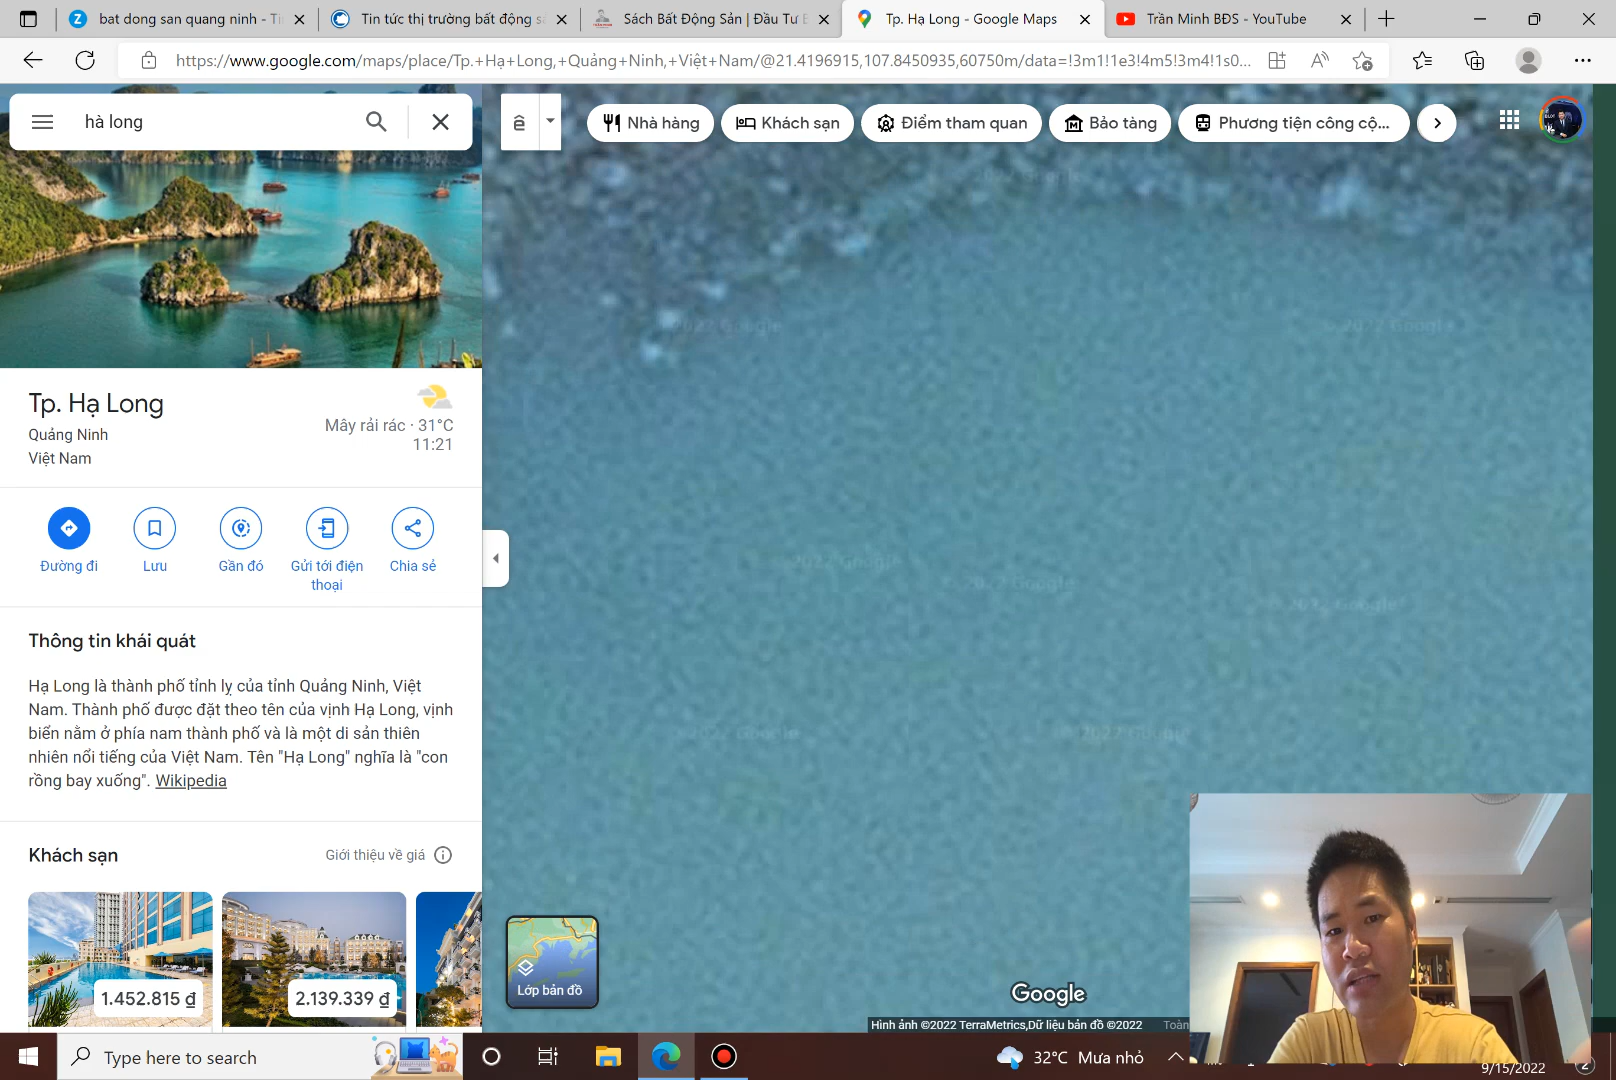 bat dong san quang ninh - Ti
Tin tức thị trường bất động s
Sách Bất Động Sản | Đầu Tư B
Tp. Hạ Long - Google Maps
Trần Minh BĐS - YouTube
https://www.google.com/maps/place/Tp.+Hạ+Long,+Quảng+Ninh,+Việt+Nam/@21.4196915,107.8450935,60750m/data=!3m1!1e3!4m5!3m4!1s0...
hà long
ê
Nhà hàng
Khách sạn
Điểm tham quan
Bảo tàng
Phương tiện công cộ...
Tp. Hạ Long
Quảng Ninh
Việt Nam
Mây rải rác · 31°C
11:21
Đường đi
Lưu
Gần đó
Gửi tới điện
thoại
Chia sẻ
Thông tin khái quát
Hạ Long là thành phố tỉnh lỵ của tỉnh Quảng Ninh, Việt
Nam. Thành phố được đặt theo tên của vịnh Hạ Long, vịnh
biển nằm ở phía nam thành phố và là một di sản thiên
nhiên nổi tiếng của Việt Nam. Tên "Hạ Long" nghĩa là "con
rồng bay xuống". Wikipedia
Khách sạn
Giới thiệu về giá
1.452.815 ₫
2.139.339 ₫
Lớp bản đồ
Google
Hình ảnh ©2022 TerraMetrics,Dữ liệu bản đồ ©2022
Toàn
Type here to search
32°C Mưa nhỏ
9/15/2022
2